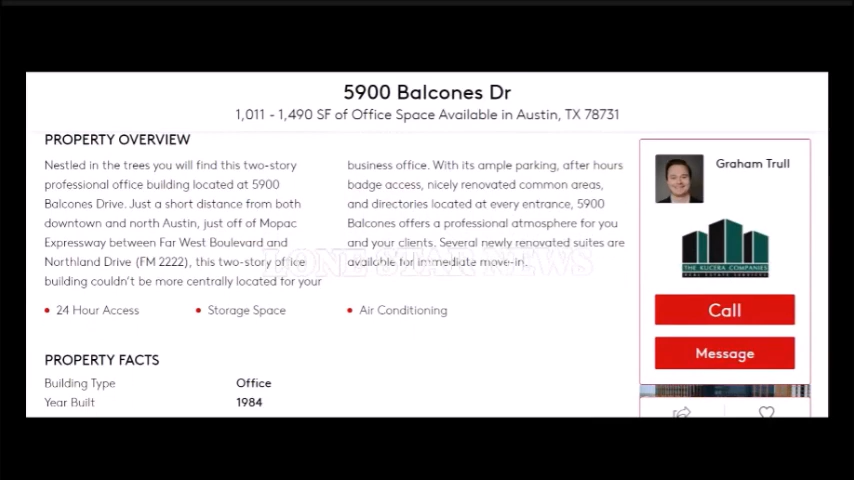 5900 Balcones Dr
1,011 - 1,490 SF of Office Space Available in Austin, TX 78731
PROPERTY OVERVIEW
Nestled in the trees you will find this two-story
professional office building located at 5900
Balcones Drive. Just a short distance from both
downtown and north Austin, just off of Mopac
Expressway between Far West Boulevard and
Northland Drive (FM 2222), this two-story office
building couldn't be more centrally located for your
business office. With its ample parking, after hours
badge access, nicely renovated common areas,
and directories located at every entrance, 5900
Balcones offers a professional atmosphere for you
and your clients. Several newly renovated suites are
available for immediate move-in.
LONE STAR NEWS
• 24 Hour Access
• Storage Space
• Air Conditioning
PROPERTY FACTS
Building Type Office
Year Built 1984
Graham Trull
THE KUCERA COMPANIES
REAL ESTATE SERVICES
Call
Message